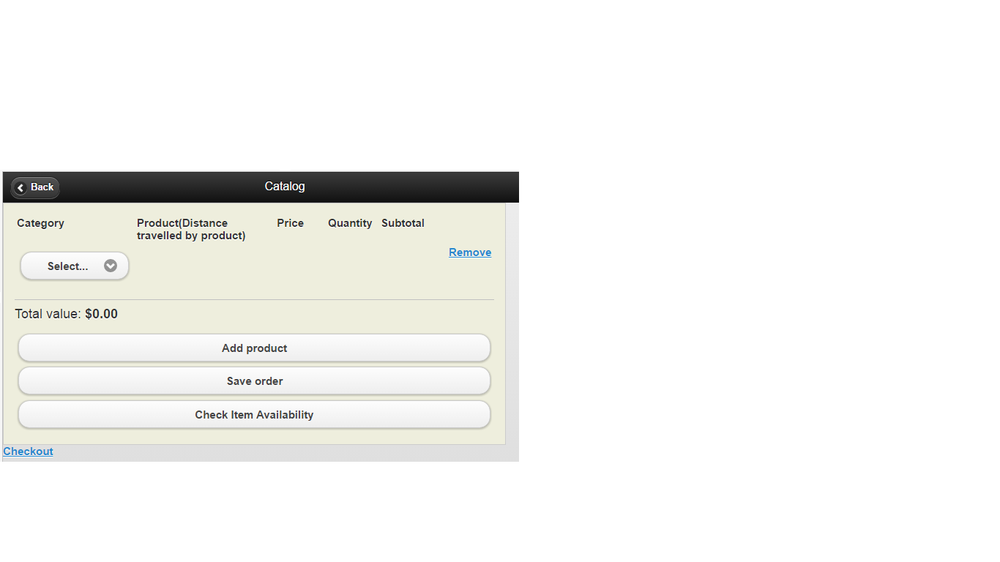 Back
Catalog
Category
Product(Distance
travelled by product)
Price
Quantity
Subtotal
Remove
Select...
Total value: $0.00
Add product
Save order
Check Item Availability
Checkout